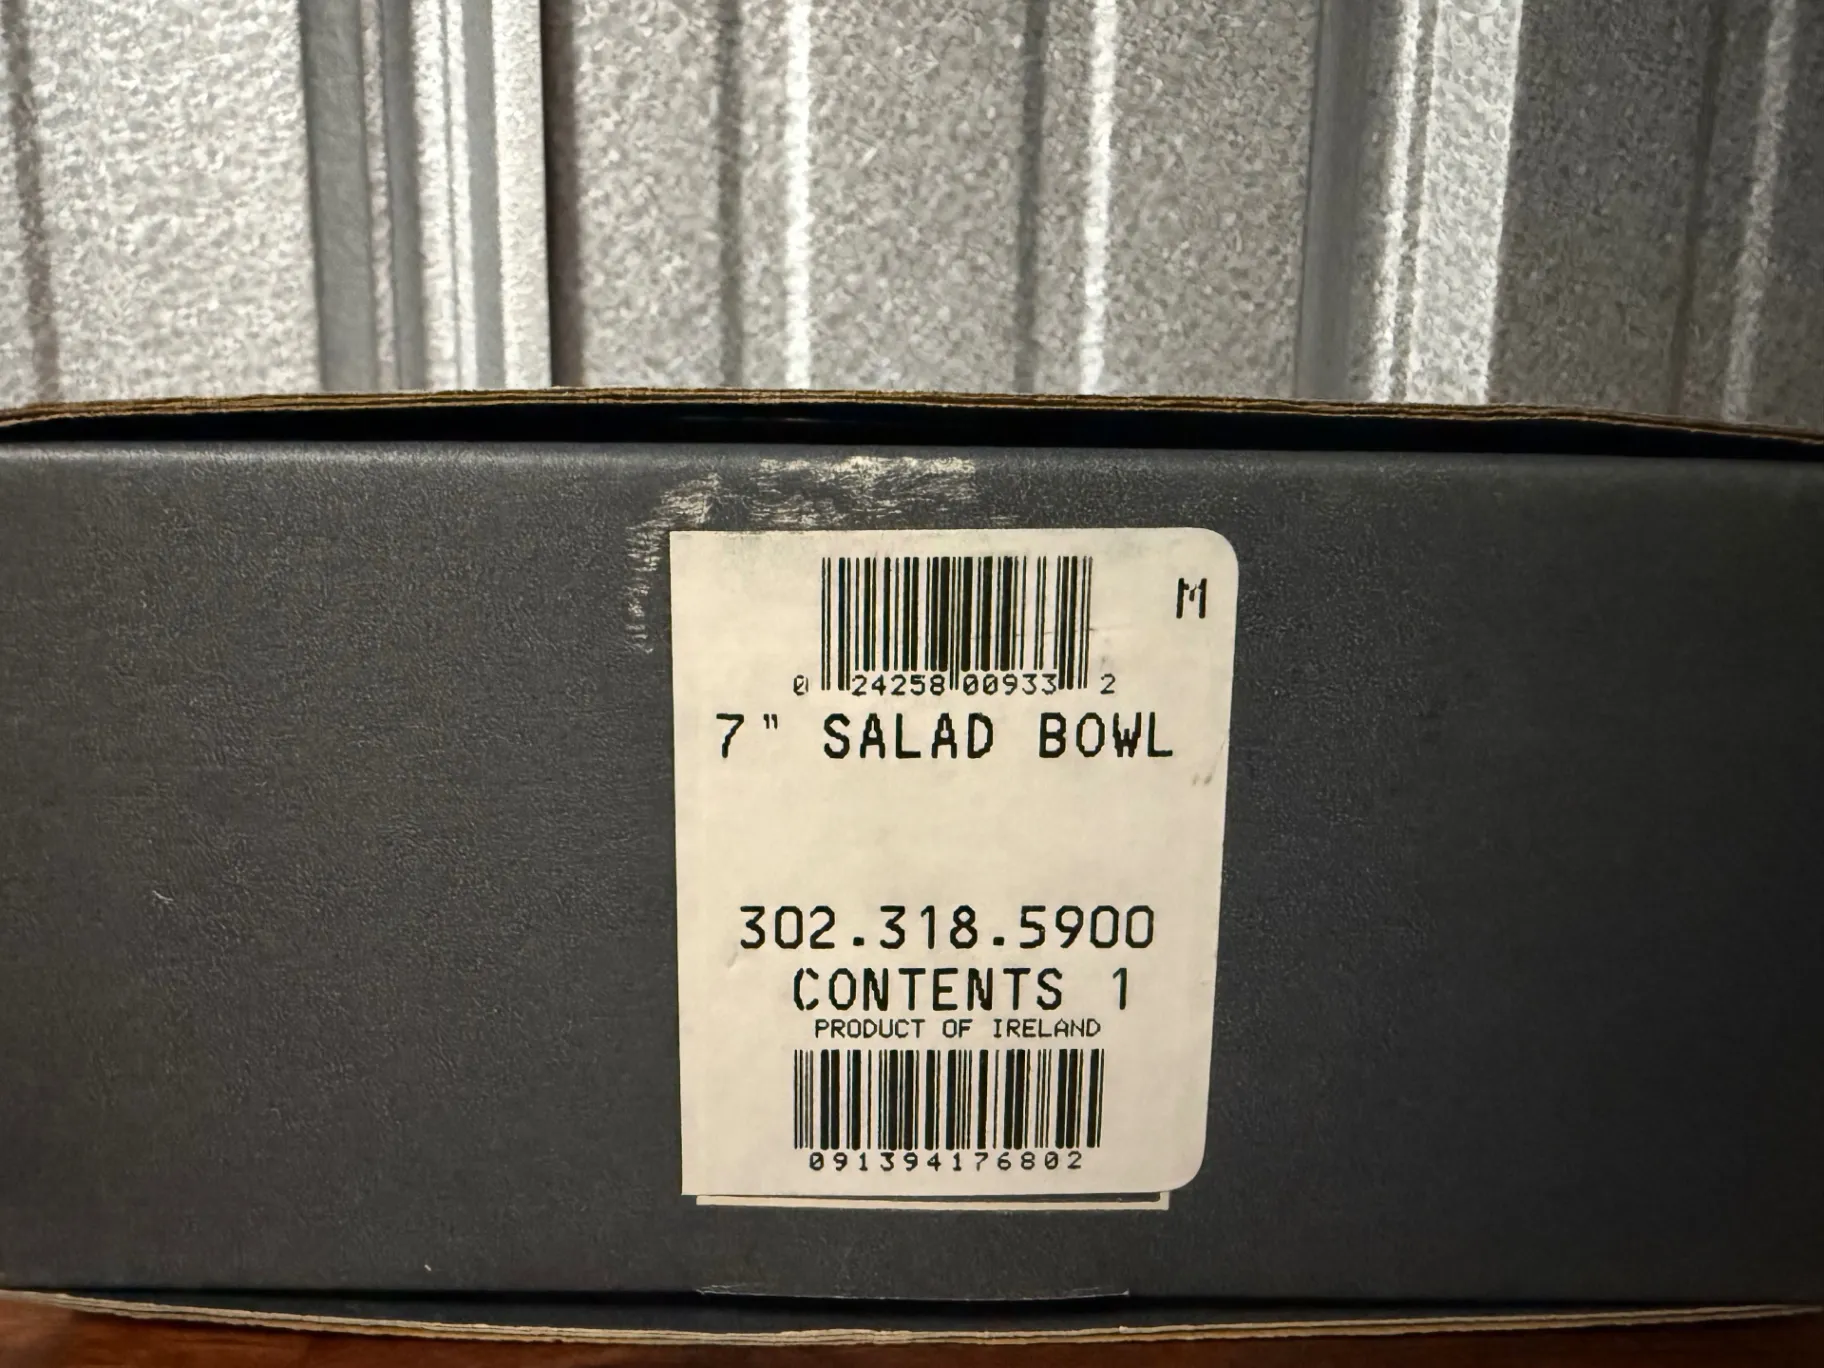 M
0 24258 00933 2
7" SALAD BOWL
302.318.5900
CONTENTS 1
PRODUCT OF IRELAND
091394176802